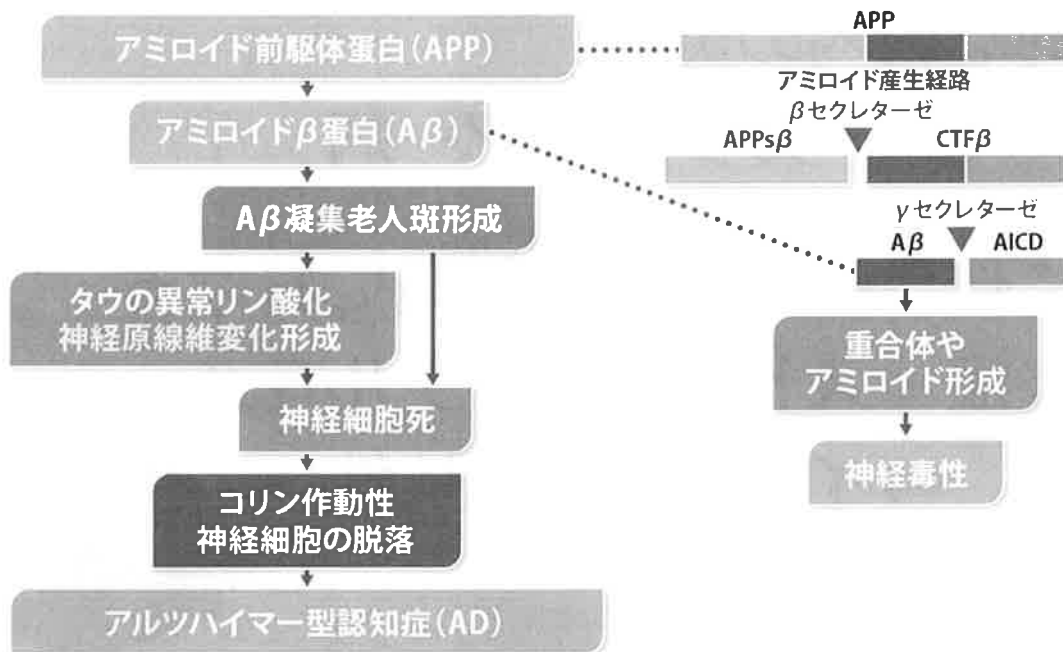 アミロイド前駆体蛋白(APP)
アミロイドβ蛋白(Aβ)
Aβ凝集老人斑形成
タウの異常リン酸化
神経原線維変化形成
神経細胞死
コリン作動性
神経細胞の脱落
アルツハイマー型認知症(AD)
APP
アミロイド産生経路
βセクレターゼ
APPsβ
CTFβ
γセクレターゼ
Aβ
AICD
重合体や
アミロイド形成
神経毒性